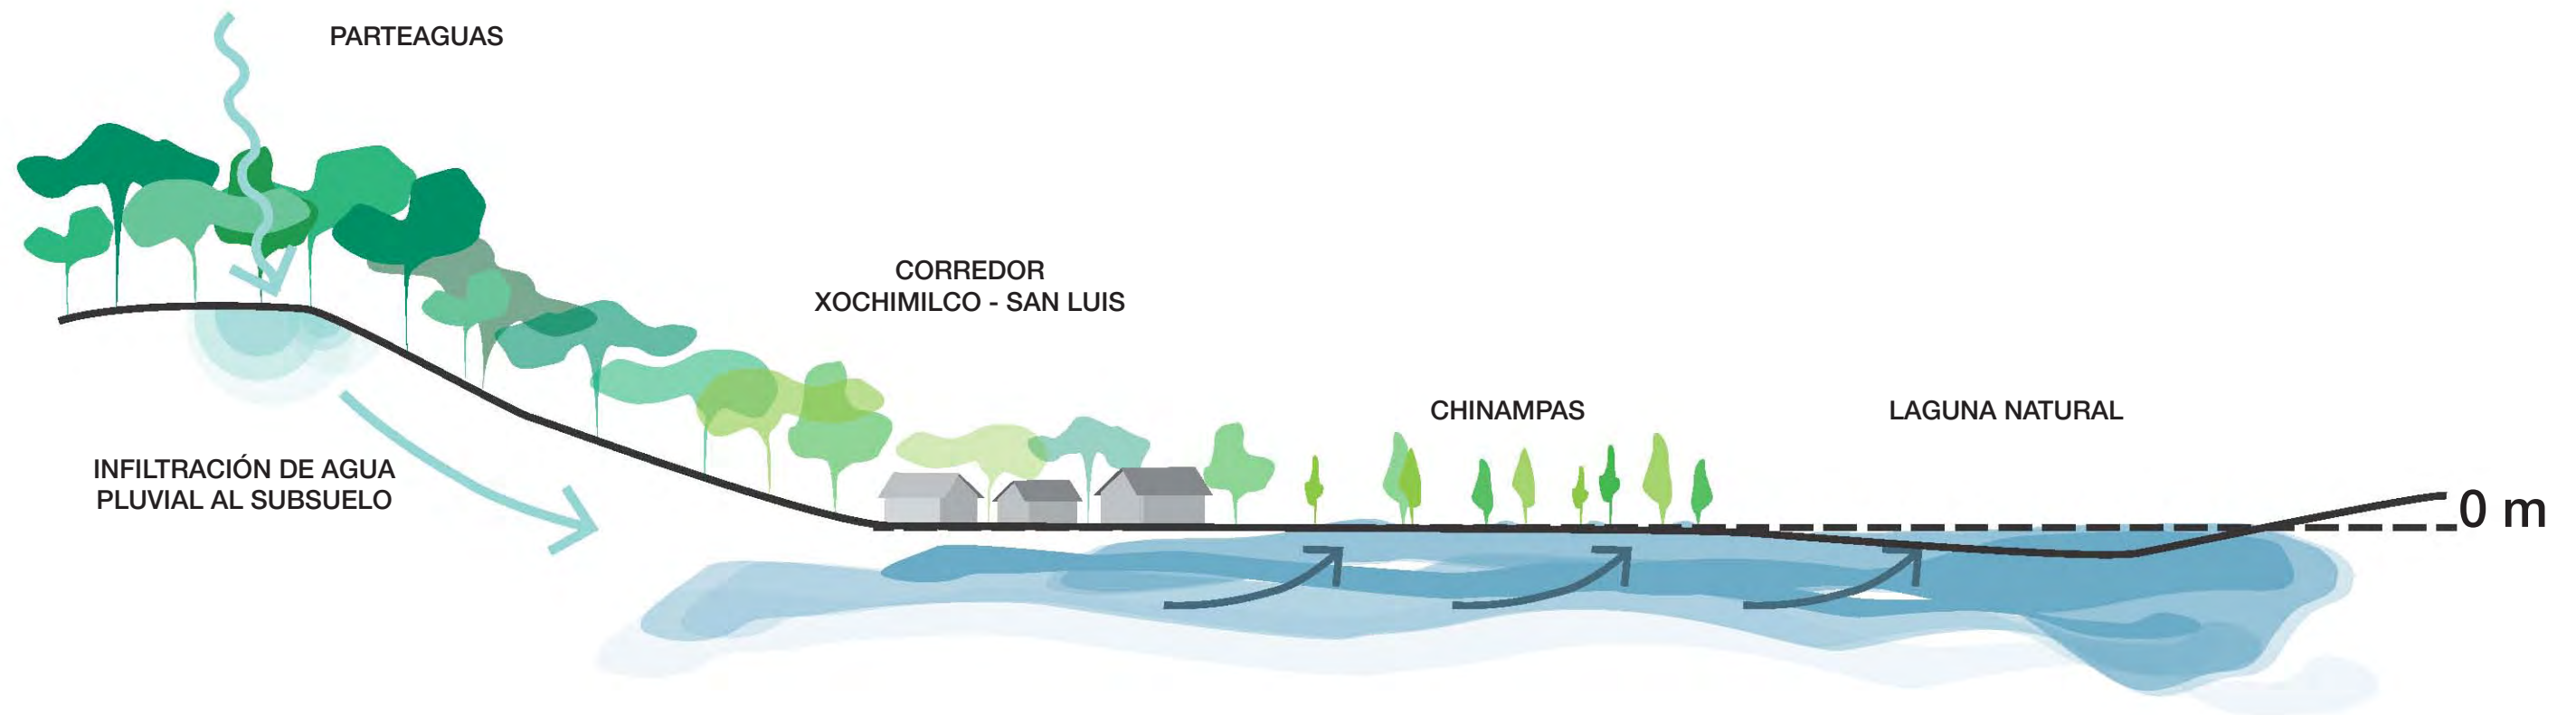 PARTEAGUAS
CORREDOR
XOCHIMILCO - SAN LUIS
CHINAMPAS
LAGUNA NATURAL
INFILTRACIÓN DE AGUA
PLUVIAL AL SUBSUELO
0 m